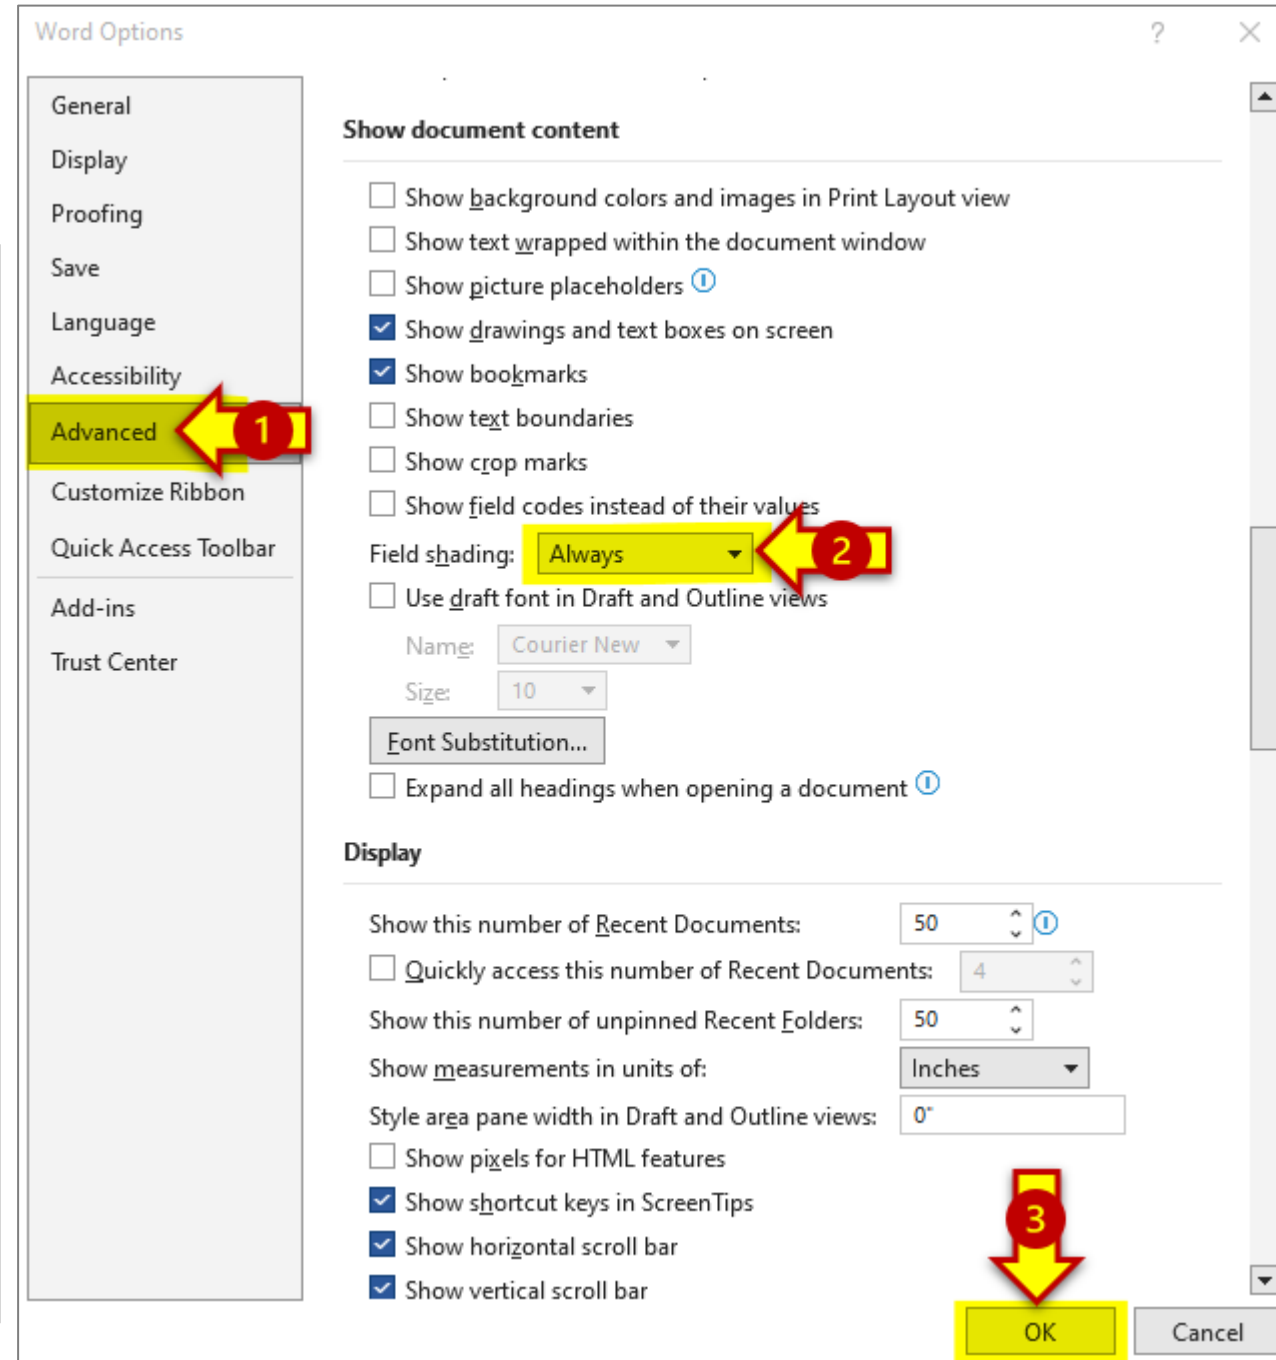 Word Options
General
Display
Proofing
Save
Language
Accessibility
Advanced
1
Customize Ribbon
Quick Access Toolbar
Add-ins
Trust Center
Show document content
Show background colors and images in Print Layout view
Show text wrapped within the document window
Show picture placeholders
Show drawings and text boxes on screen
Show bookmarks
Show text boundaries
Show crop marks
Show field codes instead of their values
Field shading: Always
2
Use draft font in Draft and Outline views
Name: Courier New
Size: 10
Font Substitution...
Expand all headings when opening a document
Display
Show this number of Recent Documents: 50
Quickly access this number of Recent Documents: 4
Show this number of unpinned Recent Folders: 50
Show measurements in units of: Inches
Style area pane width in Draft and Outline views: 0"
Show pixels for HTML features
Show shortcut keys in ScreenTips
Show horizontal scroll bar
Show vertical scroll bar
3
OK Cancel